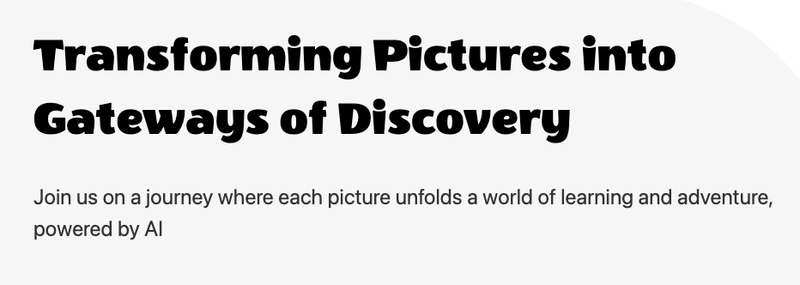 Transforming Pictures into
Gateways of Discovery
Join us on a journey where each picture unfolds a world of learning and adventure,
powered by AI